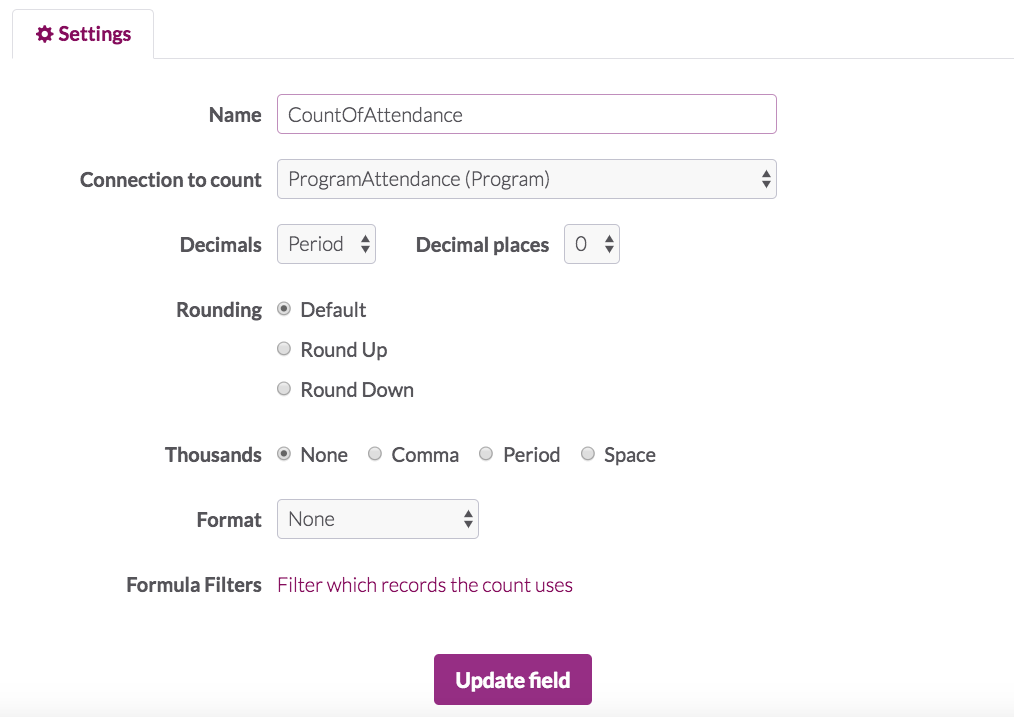 Settings
Name CountOfAttendance
Connection to count ProgramAttendance (Program)
Decimals Period Decimal places 0
Rounding Default
Round Up
Round Down
Thousands None Comma Period Space
Format None
Formula Filters Filter which records the count uses
Update field